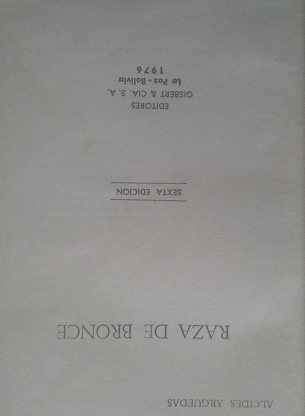 ALCIDES ARGUEDAS
RAZA DE BRONCE
SEXTA EDICION
EDITORES
GISBERT & CIA. S. A.
La Paz - Bolivia
1976